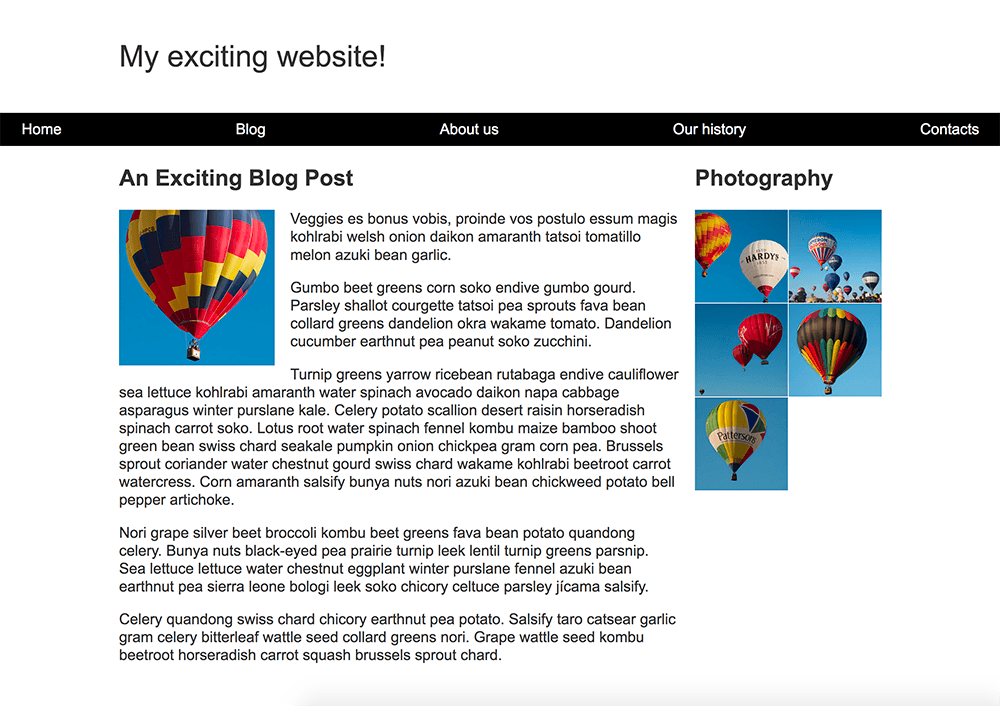 My exciting website!
Home Blog About us Our history Contacts
An Exciting Blog Post
Veggies es bonus vobis, proinde vos postulo essum magis
kohlrabi welsh onion daikon amaranth tatsoi tomatillo
melon azuki bean garlic.
Gumbo beet greens corn soko endive gumbo gourd.
Parsley shallot courgette tatsoi pea sprouts fava bean
collard greens dandelion okra wakame tomato. Dandelion
cucumber earthnut pea peanut soko zucchini.
Turnip greens yarrow ricebean rutabaga endive cauliflower
sea lettuce kohlrabi amaranth water spinach avocado daikon napa cabbage
asparagus winter purslane kale. Celery potato scallion desert raisin horseradish
spinach carrot soko. Lotus root water spinach fennel kombu maize bamboo shoot
green bean swiss chard seakale pumpkin onion chickpea gram corn pea. Brussels
sprout coriander water chestnut gourd swiss chard wakame kohlrabi beetroot carrot
watercress. Corn amaranth salsify bunya nuts nori azuki bean chickweed potato bell
pepper artichoke.
Nori grape silver beet broccoli kombu beet greens fava bean potato quandong
celery. Bunya nuts black-eyed pea prairie turnip leek lentil turnip greens parsnip.
Sea lettuce lettuce water chestnut eggplant winter purslane fennel azuki bean
earthnut pea sierra leone bologi leek soko chicory celtuce parsley jícama salsify.
Celery quandong swiss chard chicory earthnut pea potato. Salsify taro catsear garlic
gram celery bitterleaf wattle seed collard greens nori. Grape wattle seed kombu
beetroot horseradish carrot squash brussels sprout chard.
Photography
HARDYS
Pattersons